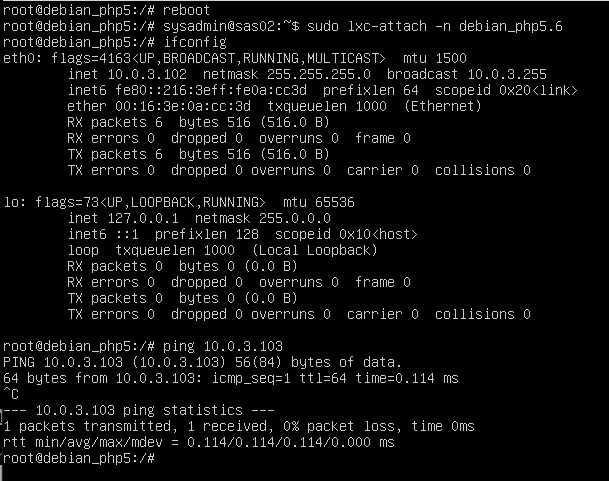 root@debian_php5:/# reboot
root@debian_php5:/# sysadmin@sas02:~$ sudo lxc-attach -n debian_php5.6
root@debian_php5:/# ifconfig
eth0: flags=4163<UP,BROADCAST,RUNNING,MULTICAST>  mtu 1500
        inet 10.0.3.102  netmask 255.255.255.0  broadcast 10.0.3.255
        inet6 fe80::216:3eff:fe0a:cc3d  prefixlen 64  scopeid 0x20<link>
        ether 00:16:3e:0a:cc:3d  txqueuelen 1000  (Ethernet)
        RX packets 6  bytes 516 (516.0 B)
        RX errors 0  dropped 0  overruns 0  frame 0
        TX packets 6  bytes 516 (516.0 B)
        TX errors 0  dropped 0 overruns 0  carrier 0  collisions 0
lo: flags=73<UP,LOOPBACK,RUNNING>  mtu 65536
        inet 127.0.0.1  netmask 255.0.0.0
        inet6 ::1  prefixlen 128  scopeid 0x10<host>
        loop  txqueuelen 1000  (Local Loopback)
        RX packets 0  bytes 0 (0.0 B)
        RX errors 0  dropped 0  overruns 0  frame 0
        TX packets 0  bytes 0 (0.0 B)
        TX errors 0  dropped 0 overruns 0  carrier 0  collisions 0
root@debian_php5:/# ping 10.0.3.103
PING 10.0.3.103 (10.0.3.103) 56(84) bytes of data.
64 bytes from 10.0.3.103: icmp_seq=1 ttl=64 time=0.114 ms
^C
--- 10.0.3.103 ping statistics ---
1 packets transmitted, 1 received, 0% packet loss, time 0ms
rtt min/avg/max/mdev = 0.114/0.114/0.114/0.000 ms
root@debian_php5:/#